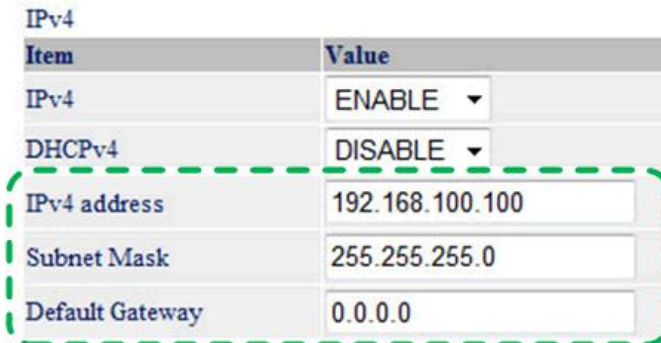 IPv4
Item Value
IPv4 ENABLE
DHCPv4 DISABLE
IPv4 address 192.168.100.100
Subnet Mask 255.255.255.0
Default Gateway 0.0.0.0